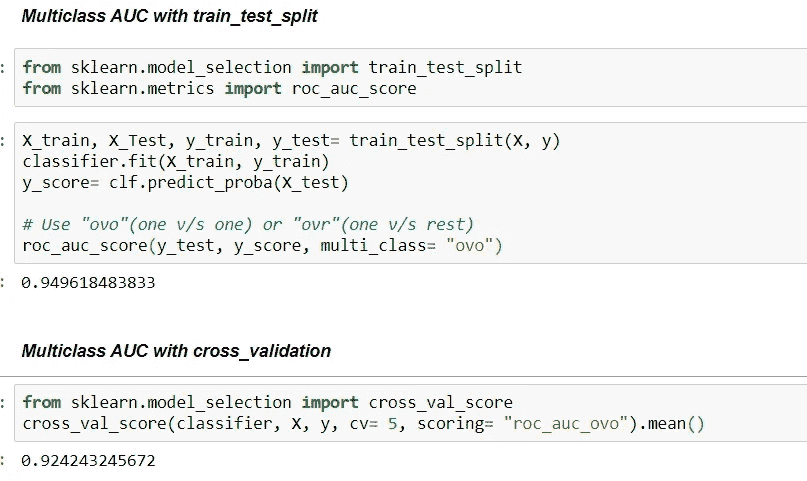 Multiclass AUC with train_test_split
: from sklearn.model_selection import train_test_split
from sklearn.metrics import roc_auc_score
: X_train, X_Test, y_train, y_test= train_test_split(X, y)
classifier.fit(X_train, y_train)
y_score= clf.predict_proba(X_test)
# Use "ovo"(one v/s one) or "ovr"(one v/s rest)
roc_auc_score(y_test, y_score, multi_class= "ovo")
: 0.949618483833
Multiclass AUC with cross_validation
: from sklearn.model_selection import cross_val_score
cross_val_score(classifier, X, y, cv= 5, scoring= "roc_auc_ovo").mean()
: 0.924243245672